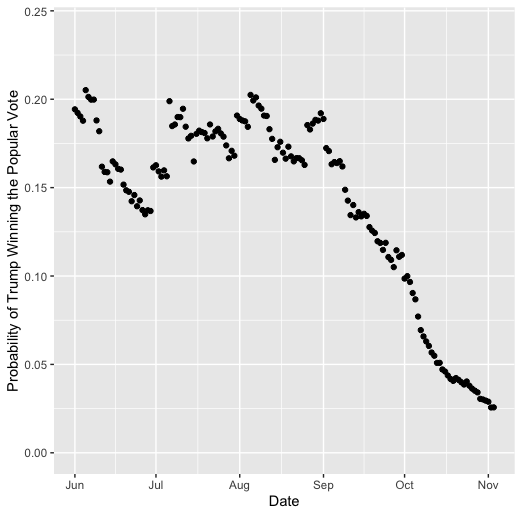 0.25
0.20
0.15
0.10
0.05
0.00
Probability of Trump Winning the Popular Vote
Jun Jul Aug Sep Oct Nov
Date